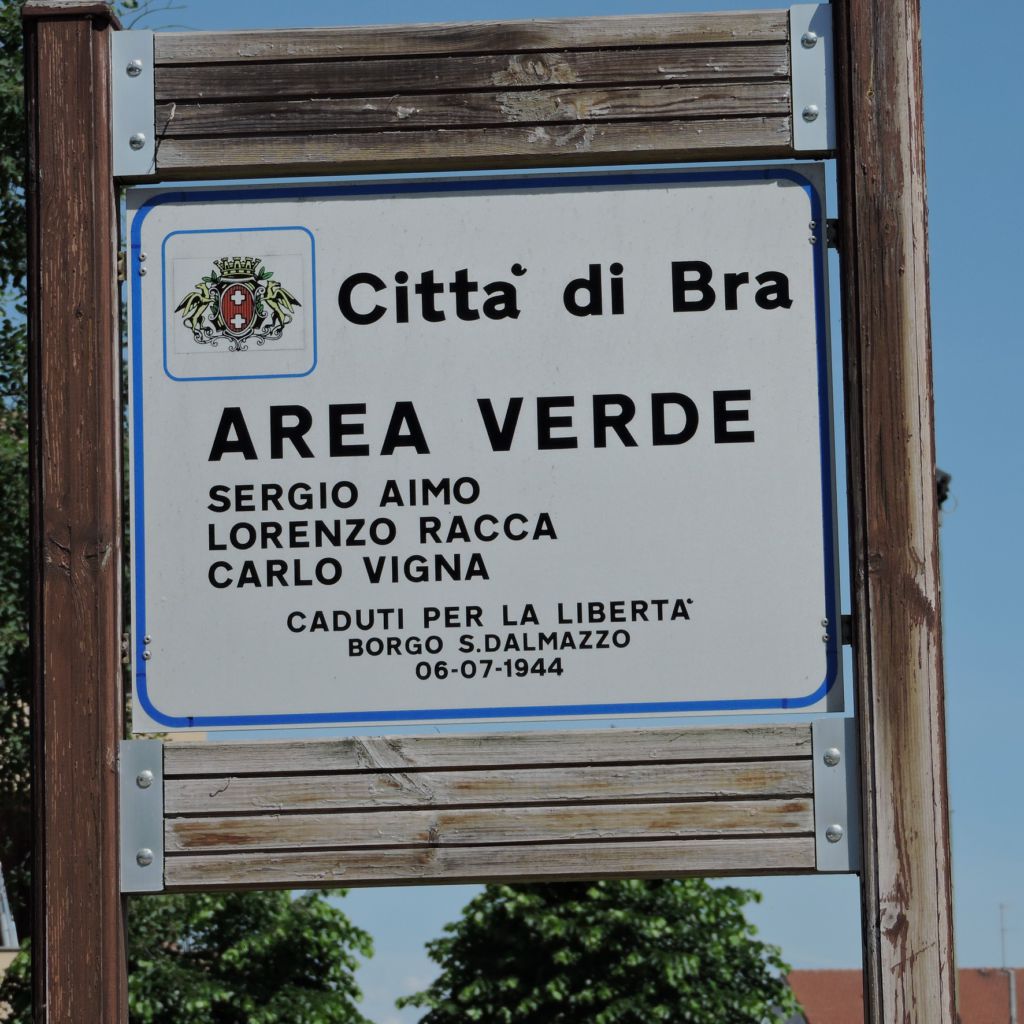 Città di Bra
AREA VERDE
SERGIO AIMO
LORENZO RACCA
CARLO VIGNA
CADUTI PER LA LIBERTA'
BORGO S.DALMAZZO
06-07-1944